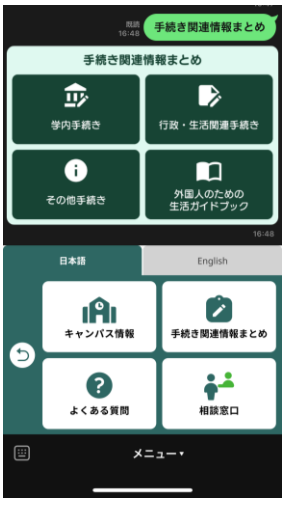 手続き関連情報まとめ
既読
16:48
手続き関連情報まとめ
学内手続き
行政・生活関連手続き
その他手続き
外国人のための
生活ガイドブック
16:48
日本語
English
キャンパス情報
手続き関連情報まとめ
よくある質問
相談窓口
メニュー▾